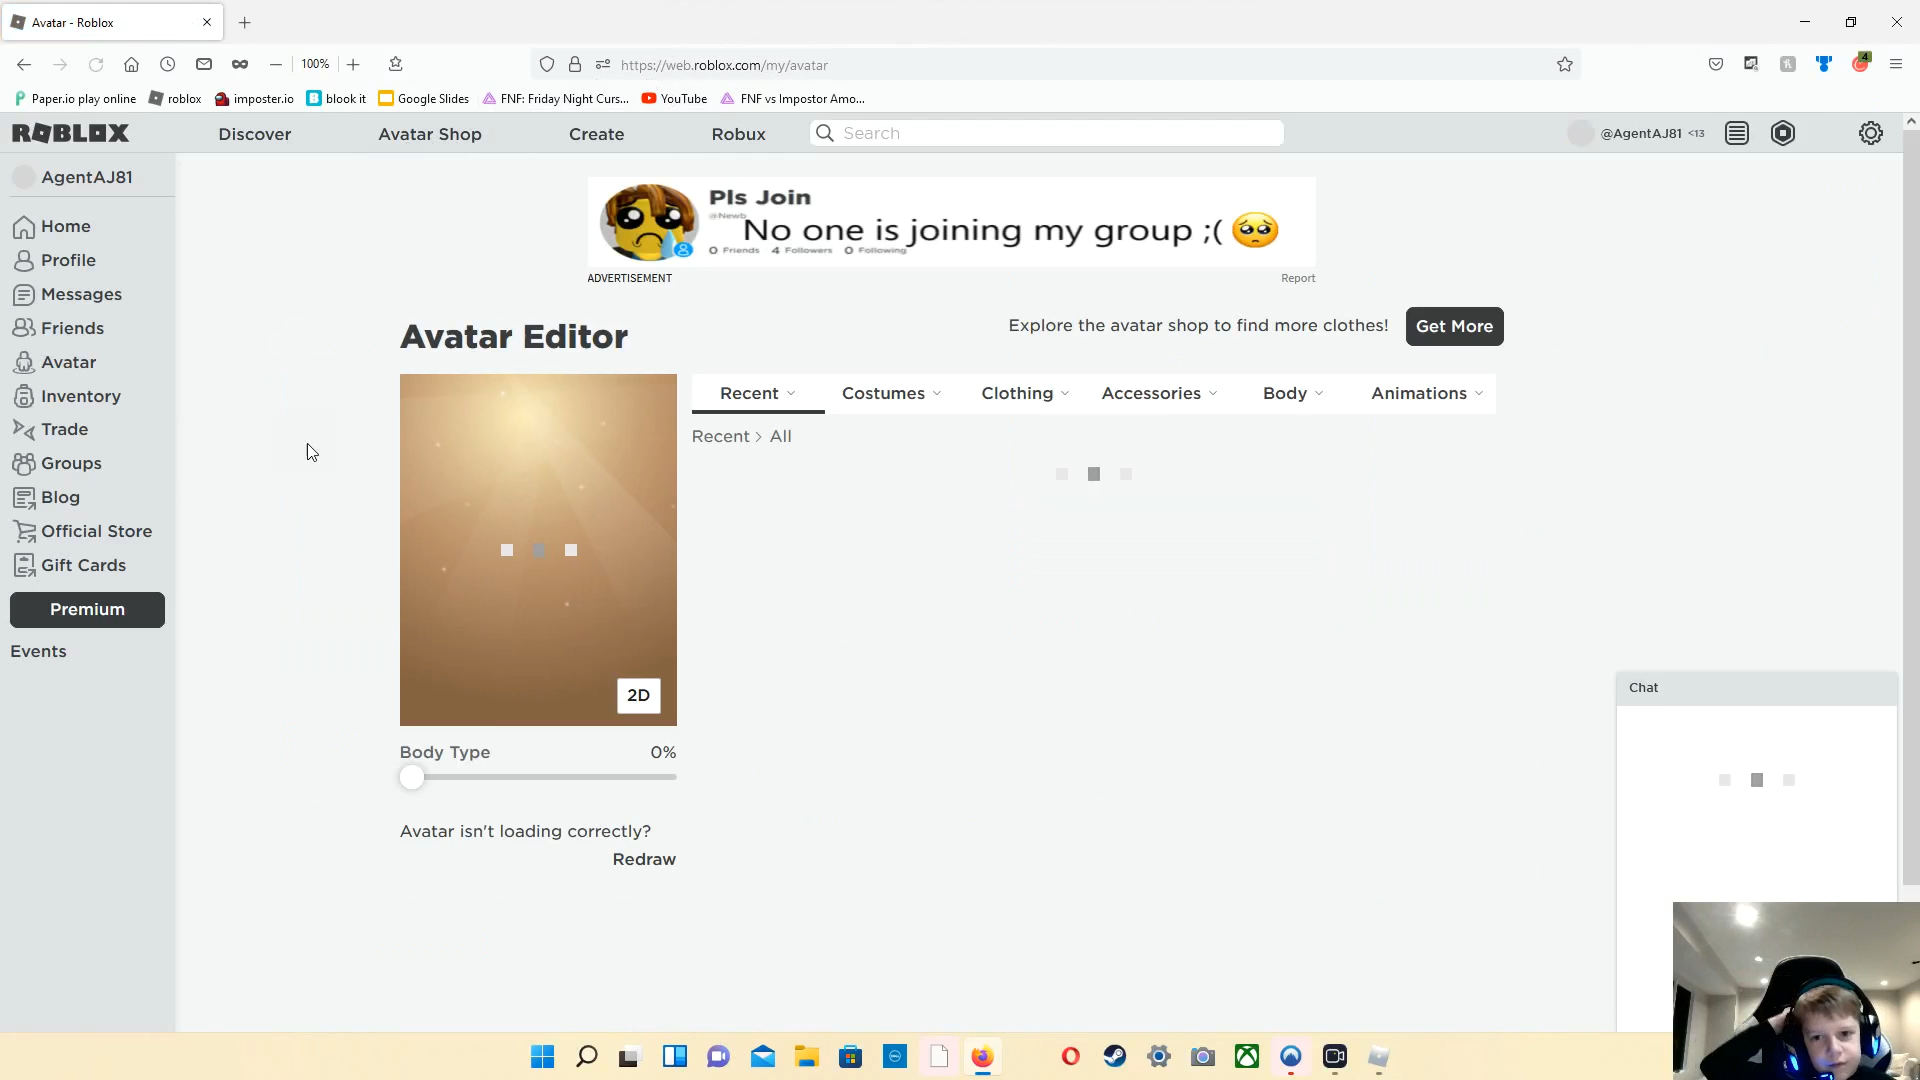 Avatar - Roblox
100%
https://web.roblox.com/my/avatar
4
Paper.io play online
roblox
imposter.io
blook it
Google Slides
FNF: Friday Night Curs...
YouTube
FNF vs Impostor Amo...
ROBLOX
Discover
Avatar Shop
Create
Robux
Search
@AgentAJ81 <13
AgentAJ81
Home
Profile
Messages
Friends
Avatar
Inventory
Trade
Groups
Blog
Official Store
Gift Cards
Premium
Events
Pls Join
@Newb
No one is joining my group ;(
0 Friends 4 Followers 0 Following
ADVERTISEMENT
Report
Avatar Editor
Explore the avatar shop to find more clothes!
Get More
Recent
Costumes
Clothing
Accessories
Body
Animations
Recent > All
2D
Body Type 0%
Avatar isn't loading correctly?
Redraw
Chat